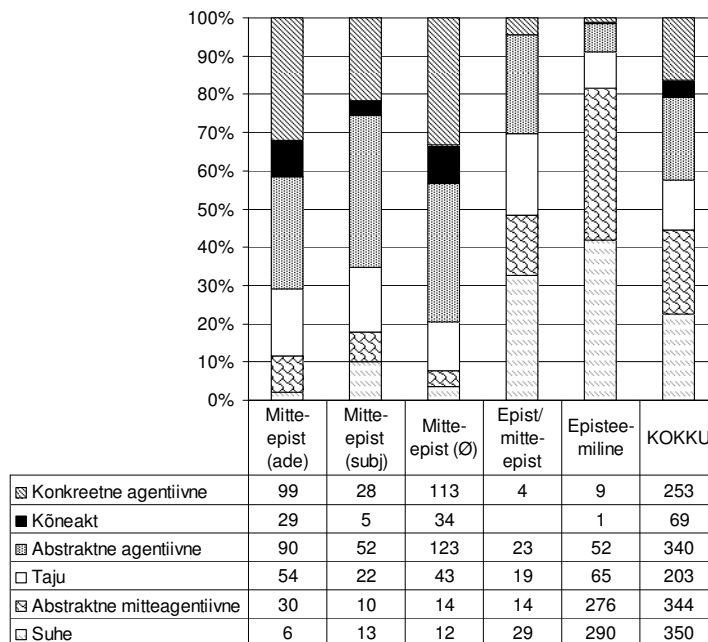 100%
90%
80%
70%
60%
50%
40%
30%
20%
10%
0%
Mitte-
epist
(ade)
Mitte-
epist
(subj)
Mitte-
epist (Ø)
Epist/
mitte-
epist
Epistee-
miline
KOKKU
Konkreetne agentiivne 99 28 113 4 9 253
Kõneakt 29 5 34 1 69
Abstraktne agentiivne 90 52 123 23 52 340
Taju 54 22 43 19 65 203
Abstraktne mitteagentiivne 30 10 14 14 276 344
Suhe 6 13 12 29 290 350